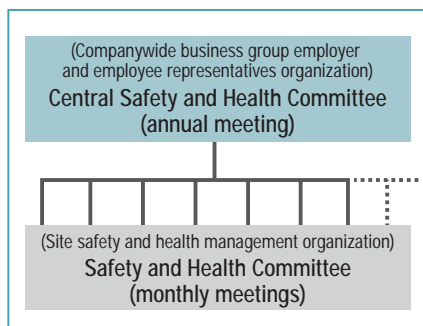 (Companywide business group employer
and employee representatives organization)
Central Safety and Health Committee
(annual meeting)
(Site safety and health management organization)
Safety and Health Committee
(monthly meetings)